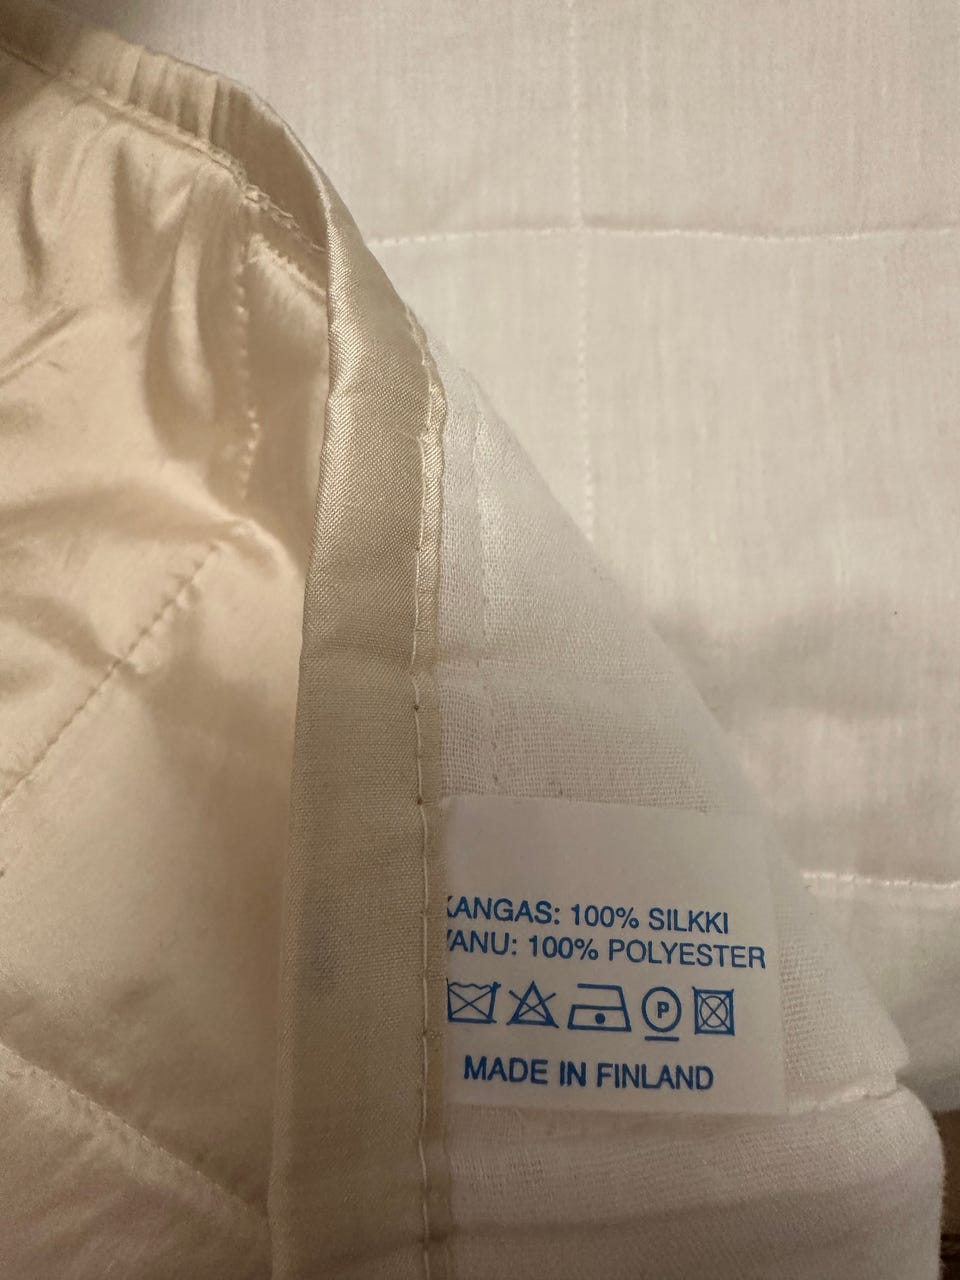 KANGAS: 100% SILKKI
VANU: 100% POLYESTER
P
MADE IN FINLAND